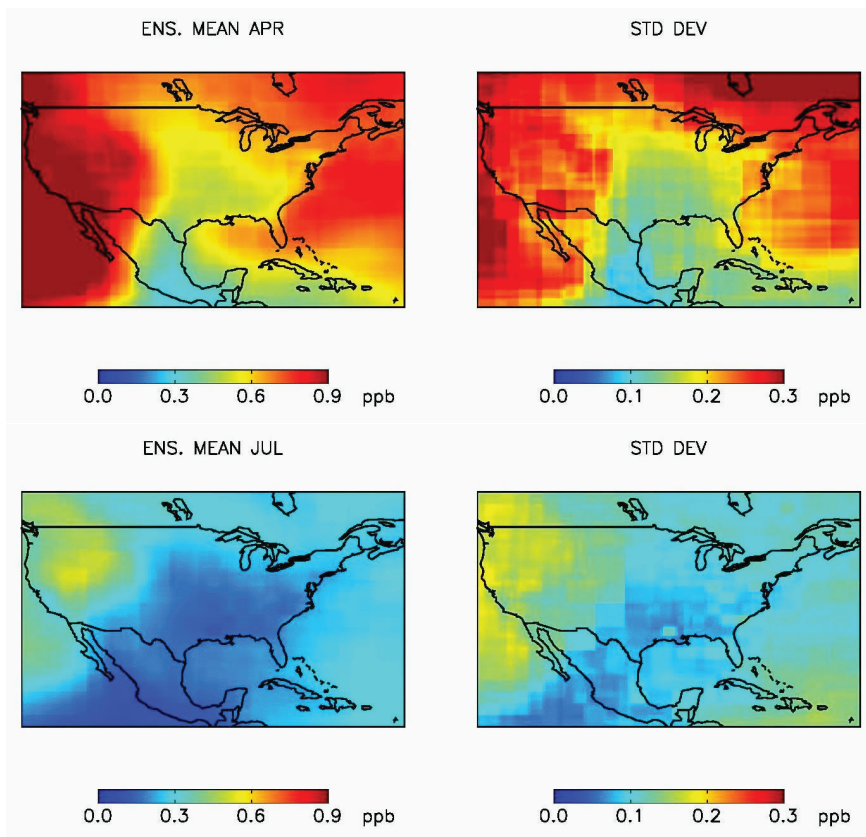 ENS. MEAN APR
STD DEV
0.0 0.3 0.6 0.9 ppb
0.0 0.1 0.2 0.3 ppb
ENS. MEAN JUL
STD DEV
0.0 0.3 0.6 0.9 ppb
0.0 0.1 0.2 0.3 ppb